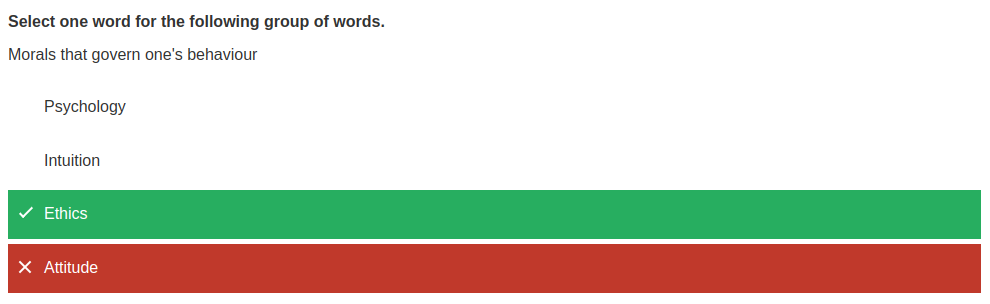 Select one word for the following group of words.
Morals that govern one's behaviour
Psychology
Intuition
Ethics
Attitude